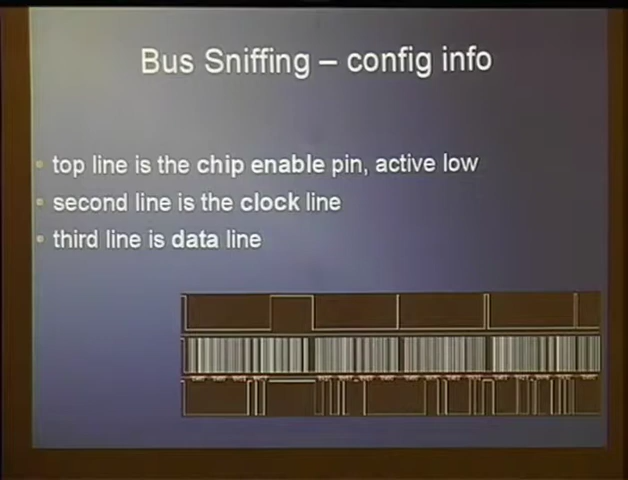 Bus Sniffing – config info
top line is the chip enable pin, active low
second line is the clock line
third line is data line